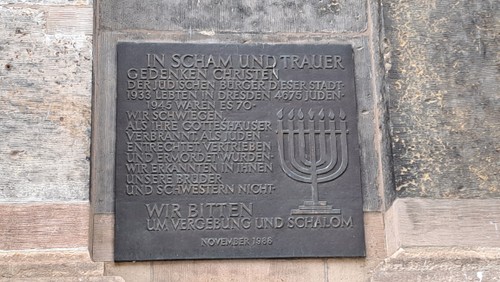 IN SCHAM UND TRAUER
GEDENKEN CHRISTEN
DER JÜDISCHEN BÜRGER DIESER STADT-
1933 LEBTEN IN DRESDEN 4675 JUDEN-
1945 WAREN ES 70-
WIR SCHWIEGEN,
ALS IHRE GOTTESHÄUSER
VERBRANNT, ALS JUDEN
ENTRECHTET, VERTRIEBEN
UND ERMORDET WURDEN-
WIR ERKANNTEN IN IHNEN
UNSERE BRÜDER
UND SCHWESTERN NICHT-
WIR BITTEN
UM VERGEBUNG UND SCHALOM
NOVEMBER 1988